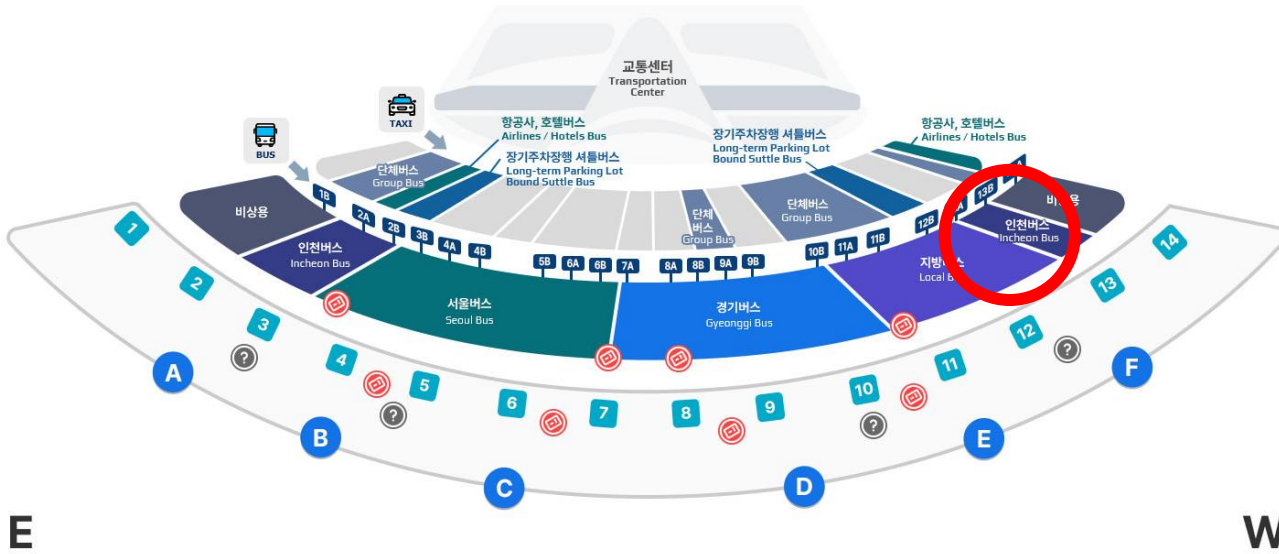 교통센터
Transportation
Center
TAXI
BUS
항공사, 호텔버스
Airlines / Hotels Bus
장기주차장행 셔틀버스
Long-term Parking Lot
Bound Suttle Bus
단체버스
Group Bus
장기주차장행 셔틀버스
Long-term Parking Lot
Bound Suttle Bus
항공사, 호텔버스
Airlines / Hotels Bus
단체
버스
Group Bus
단체버스
Group Bus
비상용
인천버스
Incheon Bus
서울버스
Seoul Bus
경기버스
Gyeonggi Bus
지방버스
Local B
인천버스
Incheon Bus
비상용
1B
2A
2B
3B
4A
4B
5B
6A
6B
7A
8A
8B
9A
9B
10B
11A
11B
12B
13B
1
2
3
4
5
6
7
8
9
10
11
12
13
14
?
?
?
?
A
B
C
D
E
F
E
W